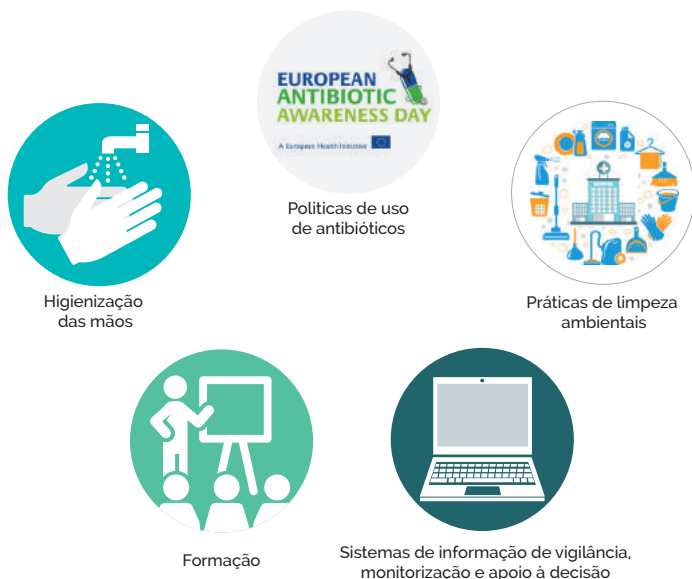 EUROPEAN
ANTIBIOTIC
AWARENESS DAY
A European Health Initiative
Politicas de uso
de antibióticos
Higienização
das mãos
Práticas de limpeza
ambientais
Formação
Sistemas de informação de vigilância,
monitorização e apoio à decisão